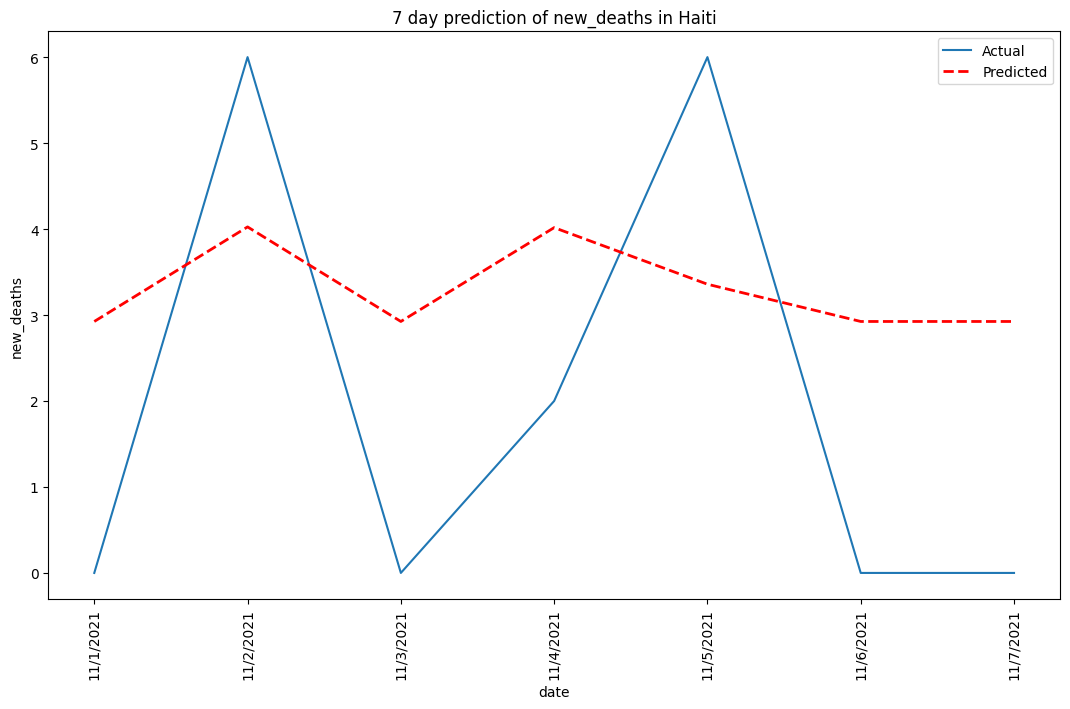 7 day prediction of new_deaths in Haiti
Actual
Predicted
new_deaths
6
5
4
3
2
1
0
11/1/2021
11/2/2021
11/3/2021
11/4/2021
11/5/2021
11/6/2021
11/7/2021
date